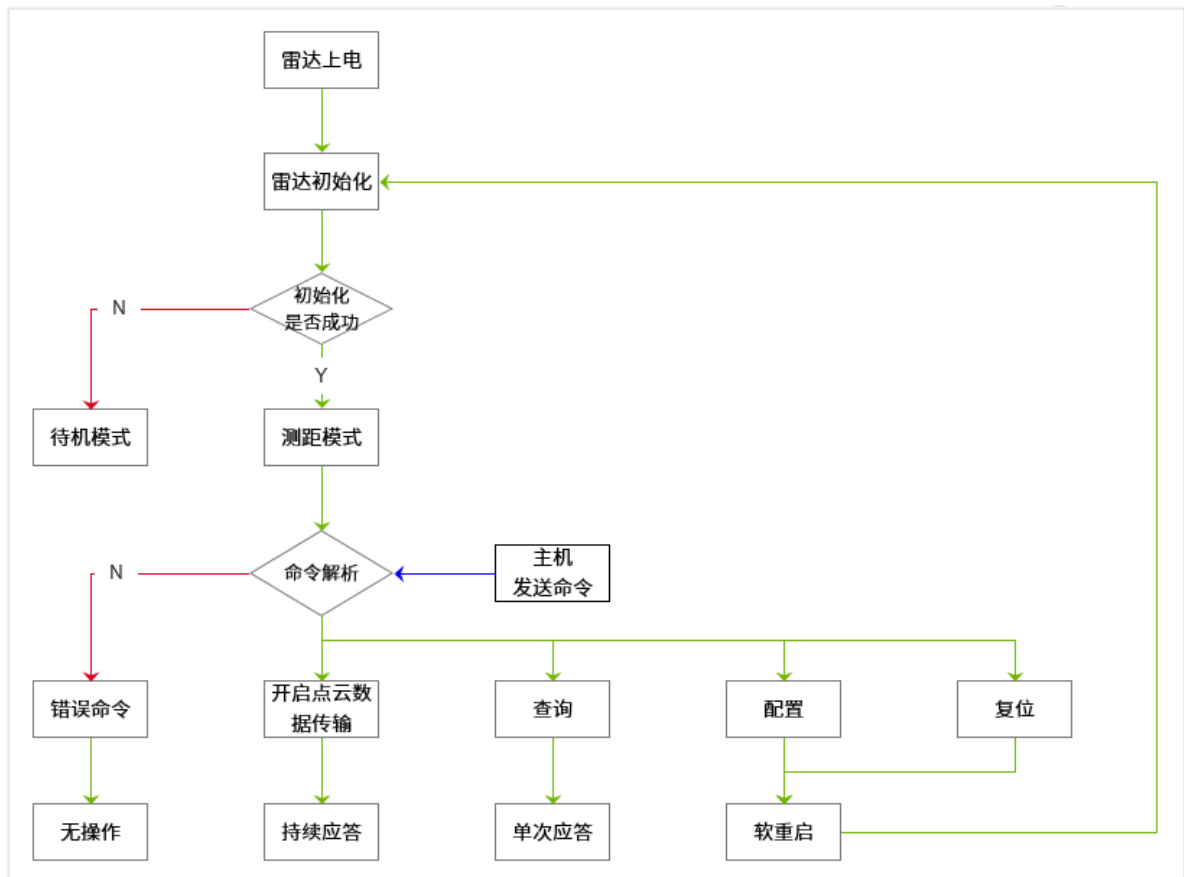 雷达上电
雷达初始化
初始化
是否成功
N
Y
待机模式
测距模式
命令解析
主机
发送命令
N
错误命令
开启点云数
据传输
查询
配置
复位
无操作
持续应答
单次应答
软重启